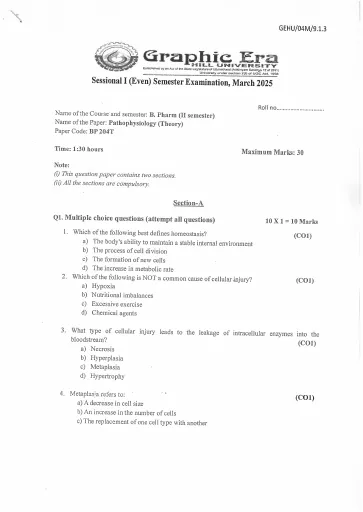 GEHU/04M/9.1.3
Graphic Era
HILL UNIVERSITY
Sessional I (Even) Semester Examination, March 2025
Roll no.
Name of the Course and semester: B. Pharm (II semester)
Name of the Paper: Pathophysiology (Theory)
Paper Code: BP 204T
Time: 1:30 hours Maximum Marks: 30
Note:
(i) This question paper contains two sections.
(ii) All the sections are compulsory.
Section-A
Q1. Multiple choice questions (attempt all questions) 10 X 1 = 10 Marks
1. Which of the following best defines homeostasis? (CO1)
a) The body's ability to maintain a stable internal environment
b) The process of cell division
c) The formation of new cells
d) The increase in metabolic rate
2. Which of the following is NOT a common cause of cellular injury? (CO1)
a) Hypoxia
b) Nutritional imbalances
c) Excessive exercise
d) Chemical agents
3. What type of cellular injury leads to the leakage of intracellular enzymes into the
bloodstream? (CO1)
a) Necrosis
b) Hyperplasia
c) Metaplasia
d) Hypertrophy
4. Metaplasia refers to: (CO1)
a) A decrease in cell size
b) An increase in the number of cells
c) The replacement of one cell type with another